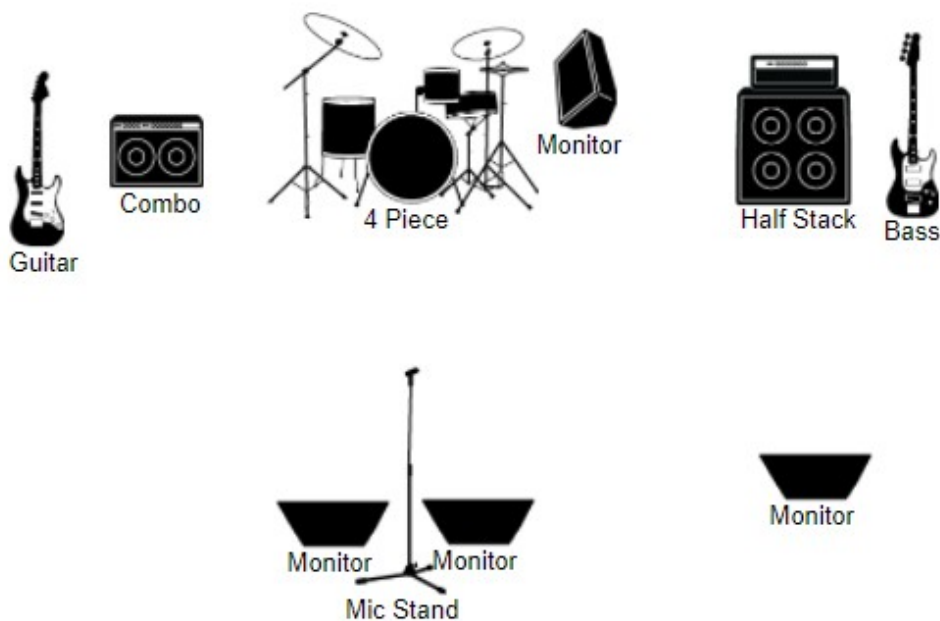 Monitor
Combo
4 Piece
Half Stack
Bass
Guitar
Monitor
Monitor
Monitor
Mic Stand